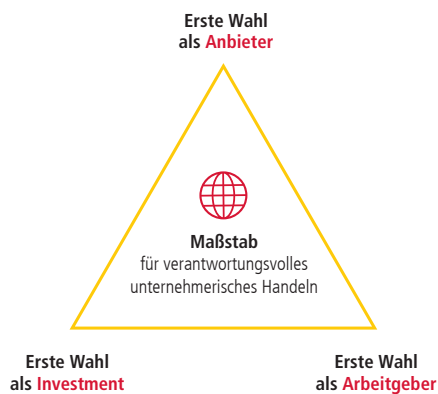 Erste Wahl
als Anbieter
Maßstab
für verantwortungsvolles
unternehmerisches Handeln
Erste Wahl
als Investment
Erste Wahl
als Arbeitgeber